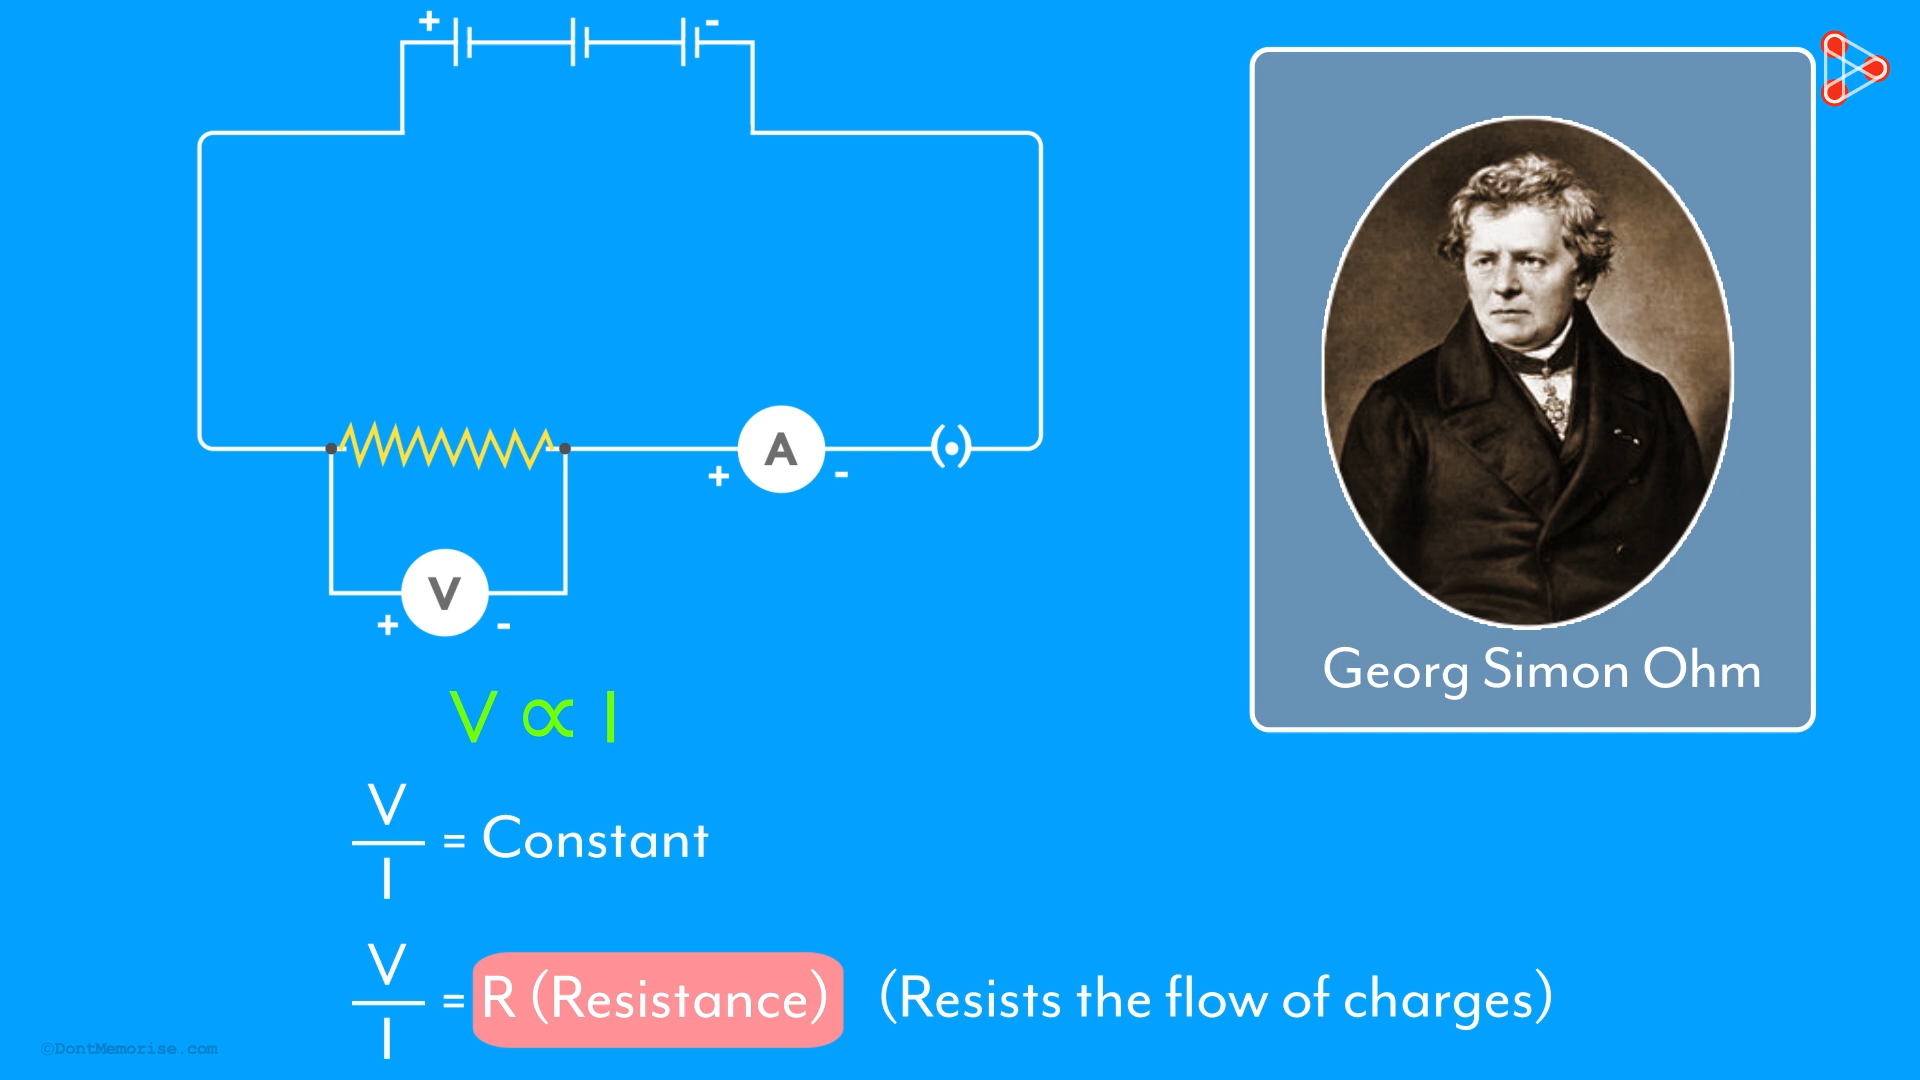 + -
A
+ -
V
+ -
Georg Simon Ohm
V ∝ I
V
I
= Constant
V
I
= R (Resistance) (Resists the flow of charges)
©DontMemorise.com